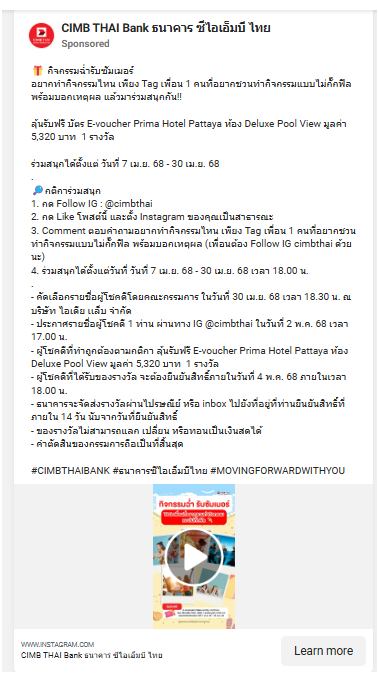 CIMB THAI Bank ธนาคาร ซีไอเอ็มบี ไทย
Sponsored
🎁 กิจกรรมฉ่ำรับซัมเมอร์
อยากทำกิจกรรมไหน เพียง Tag เพื่อน 1 คนที่อยากชวนทำกิจกรรมแบบไม่กั๊กฟีล
พร้อมบอกเหตุผล แล้วมาร่วมสนุกกัน!!
ลุ้นรับฟรี บัตร E-voucher Prima Hotel Pattaya ห้อง Deluxe Pool View มูลค่า
5,320 บาท 1 รางวัล
ร่วมสนุกได้ตั้งแต่ วันที่ 7 เม.ย. 68 - 30 เม.ย. 68
.
🔎กติการ่วมสนุก
1. กด Follow IG : @cimbthai
2. กด Like โพสต์นี้ และตั้ง Instagram ของคุณเป็นสาธารณะ
3. Comment ตอบคำถามอยากทำกิจกรรมไหน เพียง Tag เพื่อน 1 คนที่อยากชวน
ทำกิจกรรมแบบไม่กั๊กฟีล พร้อมบอกเหตุผล (เพื่อนต้อง Follow IG cimbthai ด้วย
นะ)
4. ร่วมสนุกได้ตั้งแต่วันที่ วันที่ 7 เม.ย. 68 - 30 เม.ย. 68 เวลา 18.00 น.
.
- คัดเลือกรายชื่อผู้โชคดีโดยคณะกรรมการ ในวันที่ 30 เม.ย. 68 เวลา 18.30 น. ณ
บริษัท ไอเดีย แล็บ จำกัด
- ประกาศรายชื่อผู้โชคดี 1 ท่าน ผ่านทาง IG @cimbthai ในวันที่ 2 พ.ค. 68 เวลา
17.00 น.
- ผู้โชคดีที่ทำถูกต้องตามกติกา ลุ้นรับฟรี E-voucher Prima Hotel Pattaya ห้อง
Deluxe Pool View มูลค่า 5,320 บาท 1 รางวัล
- ผู้โชคดีที่ได้รับของรางวัล จะต้องยืนยันสิทธิ์ภายในวันที่ 4 พ.ค. 68 ภายในเวลา
18.00 น.
- ธนาคารจะจัดส่งรางวัลผ่านไปรษณีย์ หรือ inbox ไปยังที่อยู่ที่ท่านยืนยันสิทธิ์ที่
ภายใน 14 วัน นับจากวันที่ยืนยันสิทธิ์
- ของรางวัลไม่สามารถแลก เปลี่ยน หรือทอนเป็นเงินสดได้
- คำตัดสินของกรรมการถือเป็นที่สิ้นสุด
#CIMBTHAIBANK #ธนาคารซีไอเอ็มบีไทย #MOVINGFORWARDWITHYOU
กิจกรรมฉ่ำ รับซัมเมอร์
WWW.INSTAGRAM.COM
CIMB THAI Bank ธนาคาร ซีไอเอ็มบี ไทย
Learn more